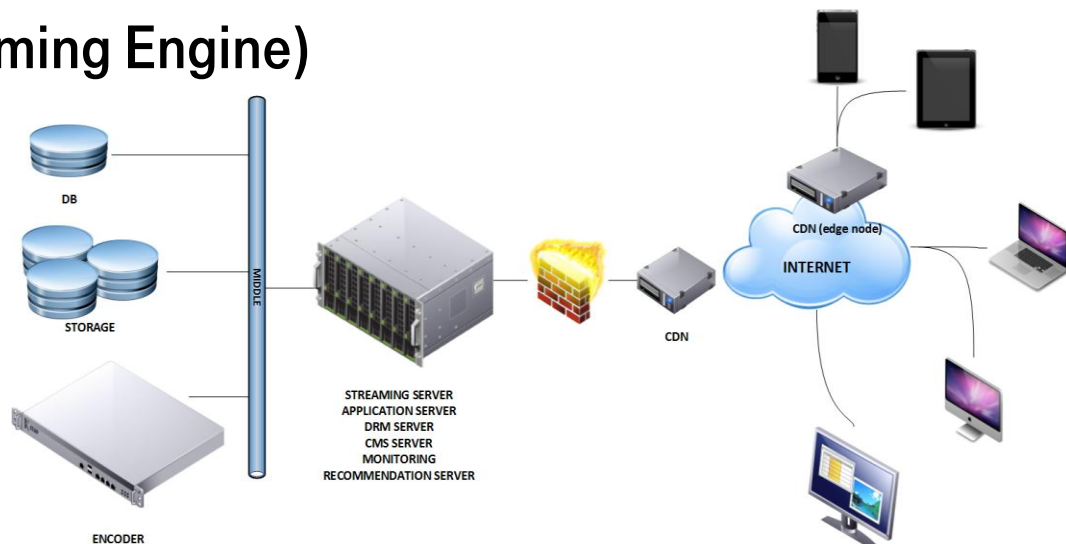 ming Engine)
DB
STORAGE
ENCODER
MIDDLE
STREAMING SERVER
APPLICATION SERVER
DRM SERVER
CMS SERVER
MONITORING
RECOMMENDATION SERVER
CDN
CDN (edge node)
INTERNET